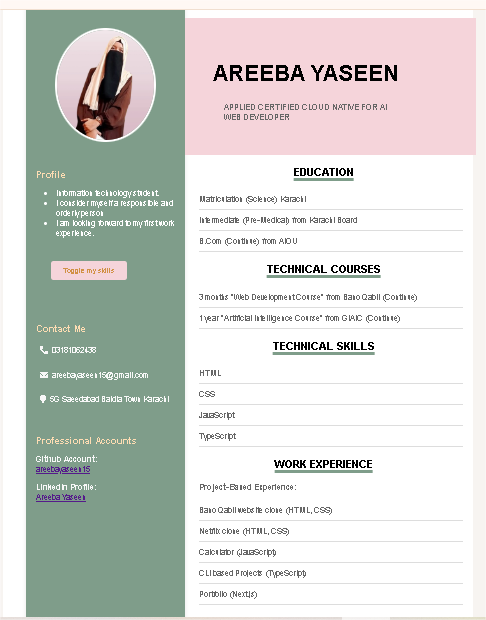 AREEBA YASEEN
APPLIED CERTIFIED CLOUD NATIVE FOR AI
WEB DEVELOPER
Profile
Information technology student.
I consider myself a responsible and
orderly person
I am looking forward to my first work
experience.
Toggle my skills
Contact Me
03181062438
areebayaseen15@gmail.com
5G Saeedabad Baldia Town Karachi
Professional Accounts
Github Account:
areebayaseen15
LinkedIn Profile:
Areeba Yaseen
EDUCATION
Matriculation (Science) Karachi
Intermediate (Pre-Medical) from Karachi Board
B.Com (Continue) from AIOU
TECHNICAL COURSES
3 months "Web Development Course" from Bano Qabil (Continue)
1 year "Artificial Intelligence Course" from GIAIC (Continue)
TECHNICAL SKILLS
HTML
CSS
JavaScript
TypeScript
WORK EXPERIENCE
Project-Based Experience:
Bano Qabil website clone (HTML, CSS)
Netflix clone (HTML, CSS)
Calculator (JavaScript)
CLI based Projects (TypeScript)
Portfolio (Next.js)